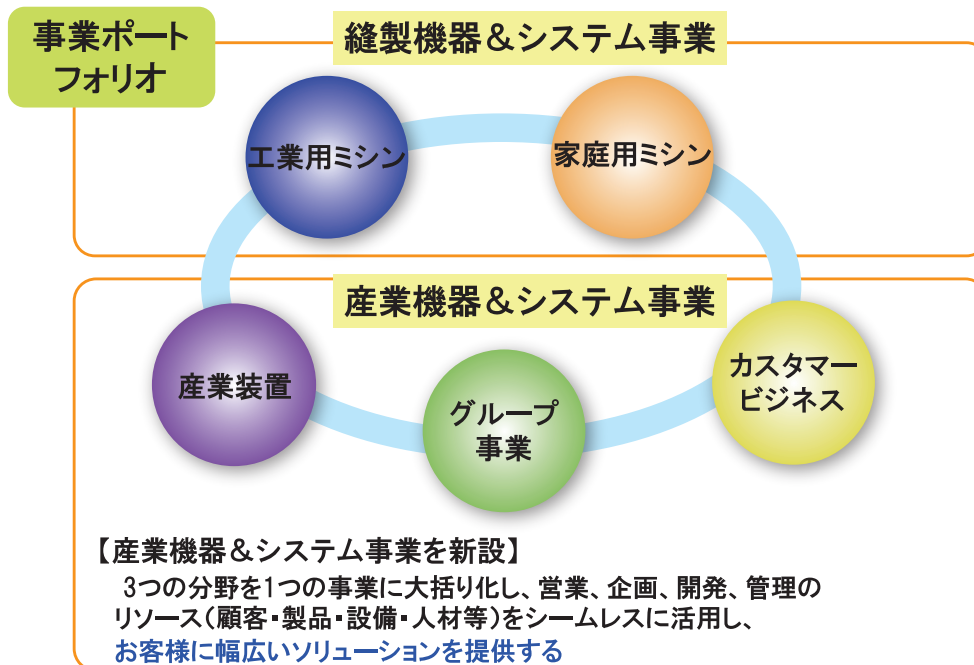 事業ポート
フォリオ
縫製機器&システム事業
工業用ミシン
家庭用ミシン
産業機器&システム事業
産業装置
グループ
事業
カスタマー
ビジネス
【産業機器&システム事業を新設】
3つの分野を1つの事業に大括り化し、営業、企画、開発、管理の
リソース(顧客・製品・設備・人材等)をシームレスに活用し、
お客様に幅広いソリューションを提供する